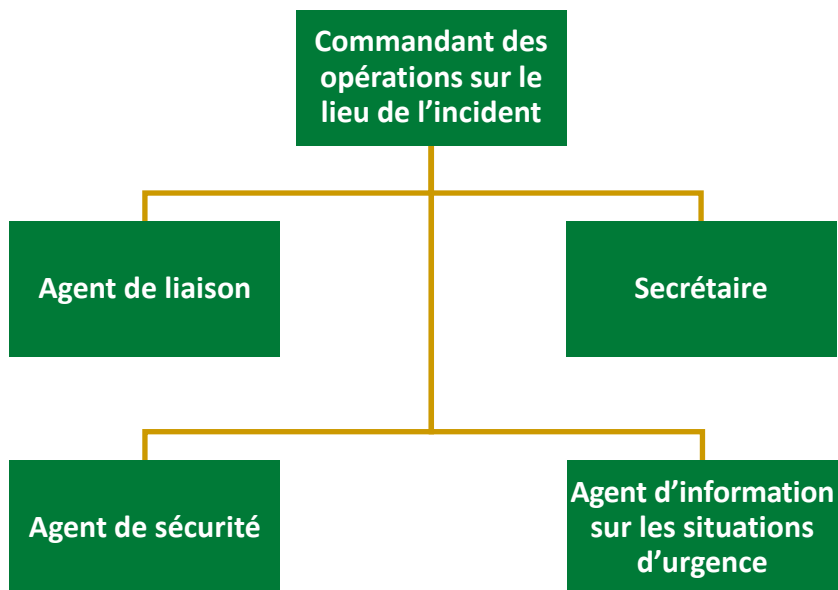 Commandant des
opérations sur le
lieu de l’incident
Agent de liaison
Secrétaire
Agent de sécurité
Agent d’information
sur les situations
d’urgence